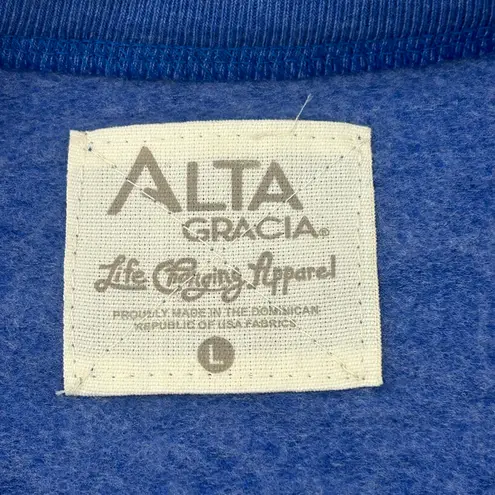 ALTA
GRACIA®
Life Changing Apparel
PROUDLY MADE IN THE DOMINICAN
REPUBLIC OF USA FABRICS
L